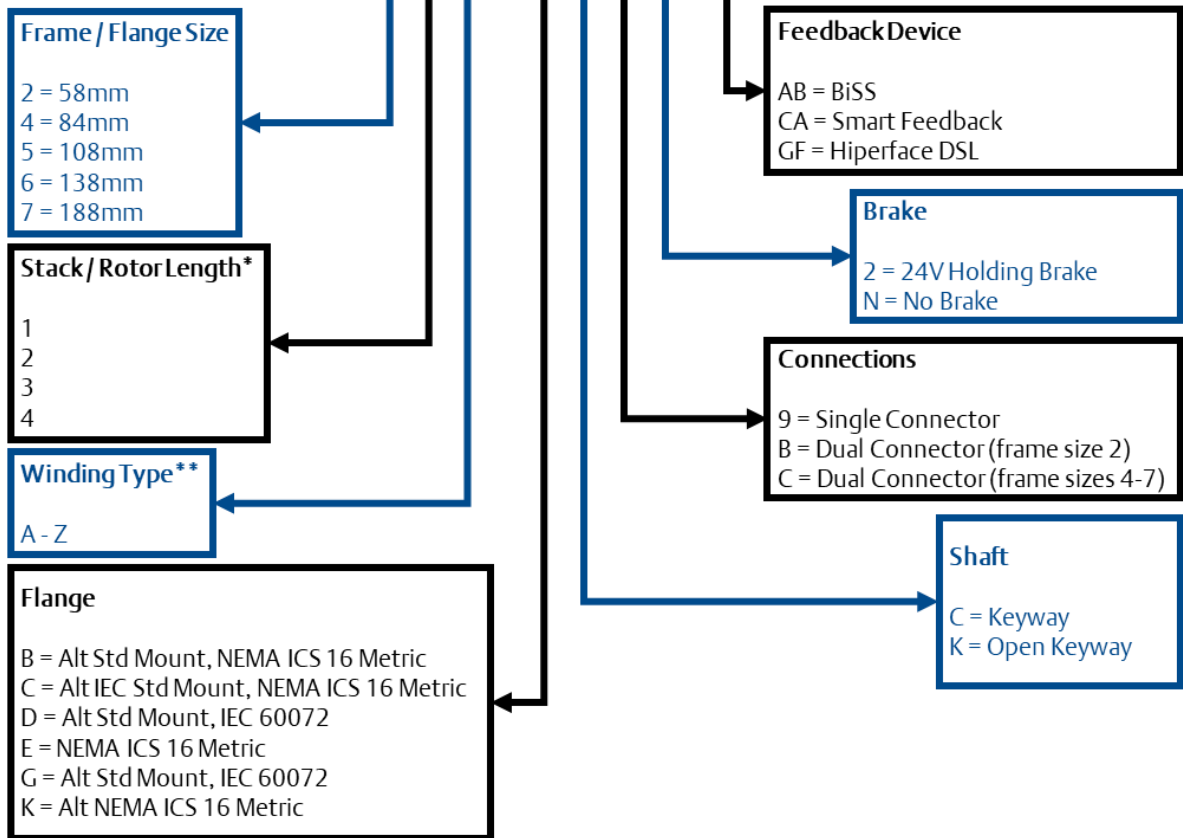 Frame / Flange Size
2 = 58mm
4 = 84mm
5 = 108mm
6 = 138mm
7 = 188mm
Stack / Rotor Length*
1
2
3
4
Winding Type**
A - Z
Flange
B = Alt Std Mount, NEMA ICS 16 Metric
C = Alt IEC Std Mount, NEMA ICS 16 Metric
D = Alt Std Mount, IEC 60072
E = NEMA ICS 16 Metric
G = Alt Std Mount, IEC 60072
K = Alt NEMA ICS 16 Metric
Feedback Device
AB = BiSS
CA = Smart Feedback
GF = Hiperface DSL
Brake
2 = 24V Holding Brake
N = No Brake
Connections
9 = Single Connector
B = Dual Connector (frame size 2)
C = Dual Connector (frame sizes 4-7)
Shaft
C = Keyway
K = Open Keyway